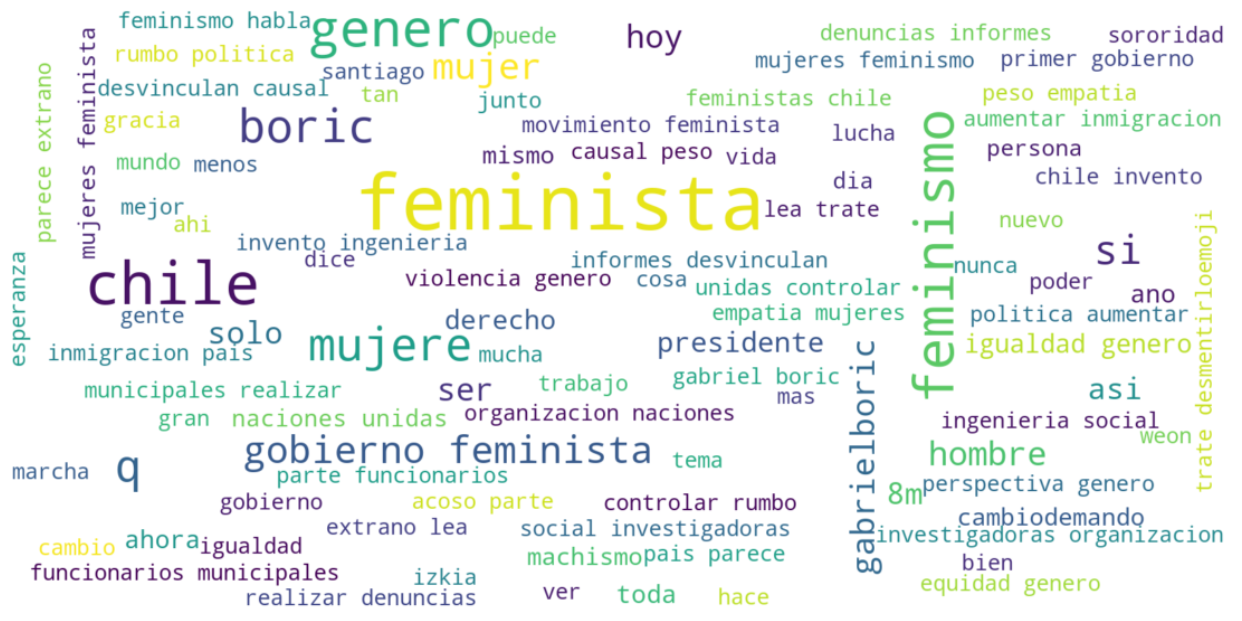 feminismo habla
genero
puede
hoy
denuncias informes
sororidad
rumbo politica
mujeres feminista
parece extrano
santiago
mujer
mujeres feminismo
primer gobierno
desvinculan causal
tan
junto
feministas chile
peso empatia
gracia
boric
movimiento feminista
lucha
feminismo
aumentar inmigracion
mundo
menos
mismo
causal peso
vida
persona
chile invento
dia
feminista
mejor
ahi
lea trate
nuevo
trate desmentirloemoji
invento ingenieria
dice
informes desvinculan
si
esperanza
chile
violencia genero
cosa
unidas controlar
nunca
poder
ano
gente
solo
derecho
empatia mujeres
politica aumentar
inmigracion pais
mujere
mucha
presidente
gabrielboric
igualdad genero
municipales realizar
ser
trabajo
gabriel boric
mas
asi
gran
naciones unidas
organizacion naciones
ingenieria social
weon
gobierno feminista
tema
hombre
marcha
q
parte funcionarios
8m
perspectiva genero
gobierno
acoso parte
controlar rumbo
cambiodemando
extrano lea
social investigadoras
investigadoras organizacion
cambio
ahora
igualdad
machismo
pais parece
bien
funcionarios municipales
izkia
equidad genero
realizar denuncias
ver
toda
hace